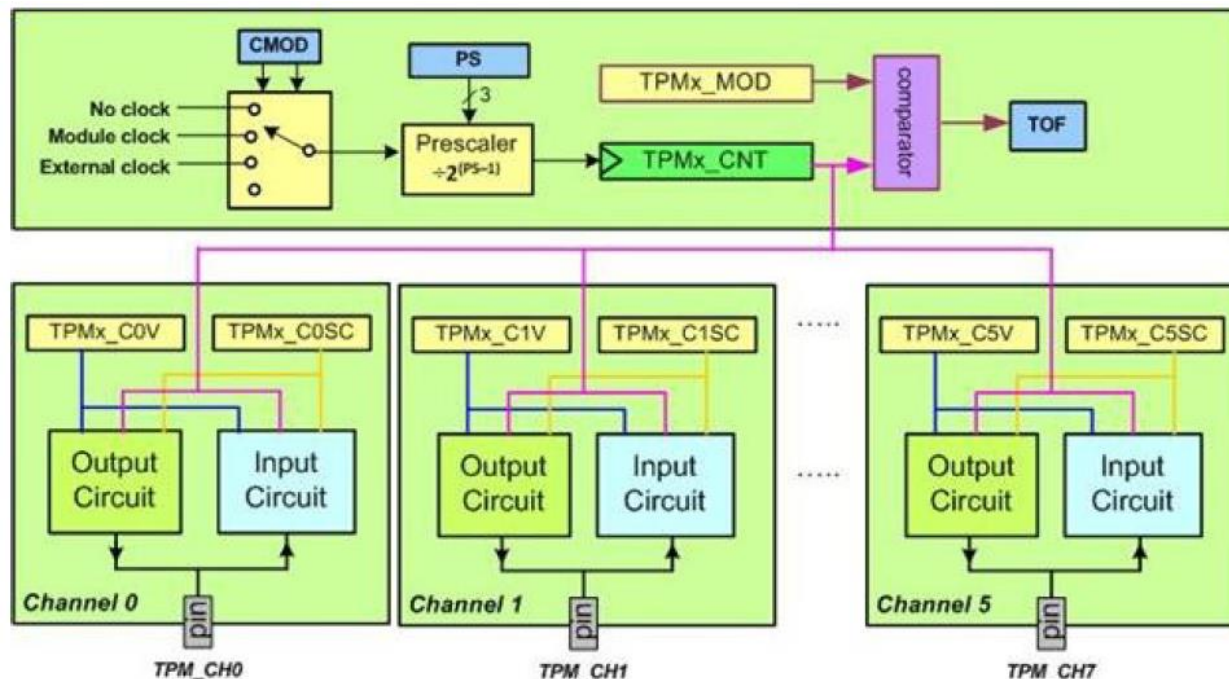 CMOD
PS
No clock
Module clock
External clock
3
Prescaler
÷2^(PS–1)
TPMx_MOD
TPMx_CNT
comparator
TOF
TPMx_C0V
TPMx_C0SC
Output
Circuit
Input
Circuit
Channel 0
pin
TPM_CH0
TPMx_C1V
TPMx_C1SC
Output
Circuit
Input
Circuit
Channel 1
pin
TPM_CH1
.....
.....
TPMx_C5V
TPMx_C5SC
Output
Circuit
Input
Circuit
Channel 5
pin
TPM_CH7